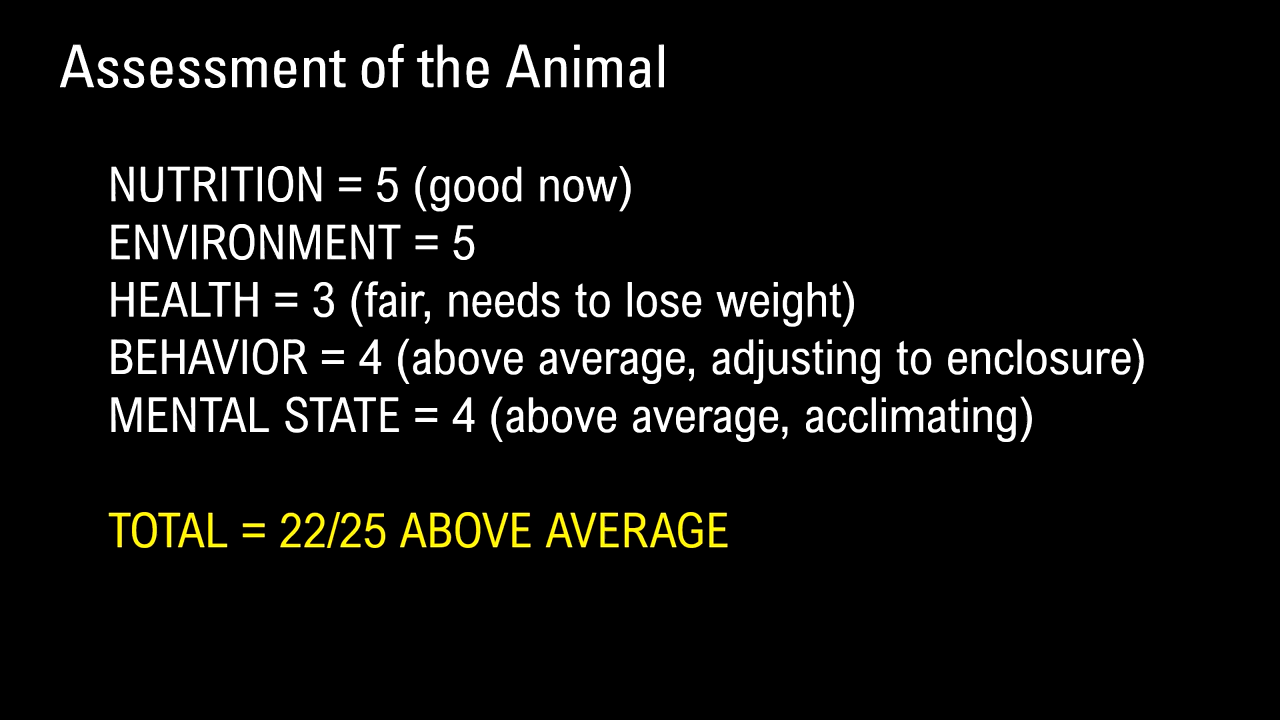 Assessment of the Animal
NUTRITION = 5 (good now)
ENVIRONMENT = 5
HEALTH = 3 (fair, needs to lose weight)
BEHAVIOR = 4 (above average, adjusting to enclosure)
MENTAL STATE = 4 (above average, acclimating)
TOTAL = 22/25 ABOVE AVERAGE